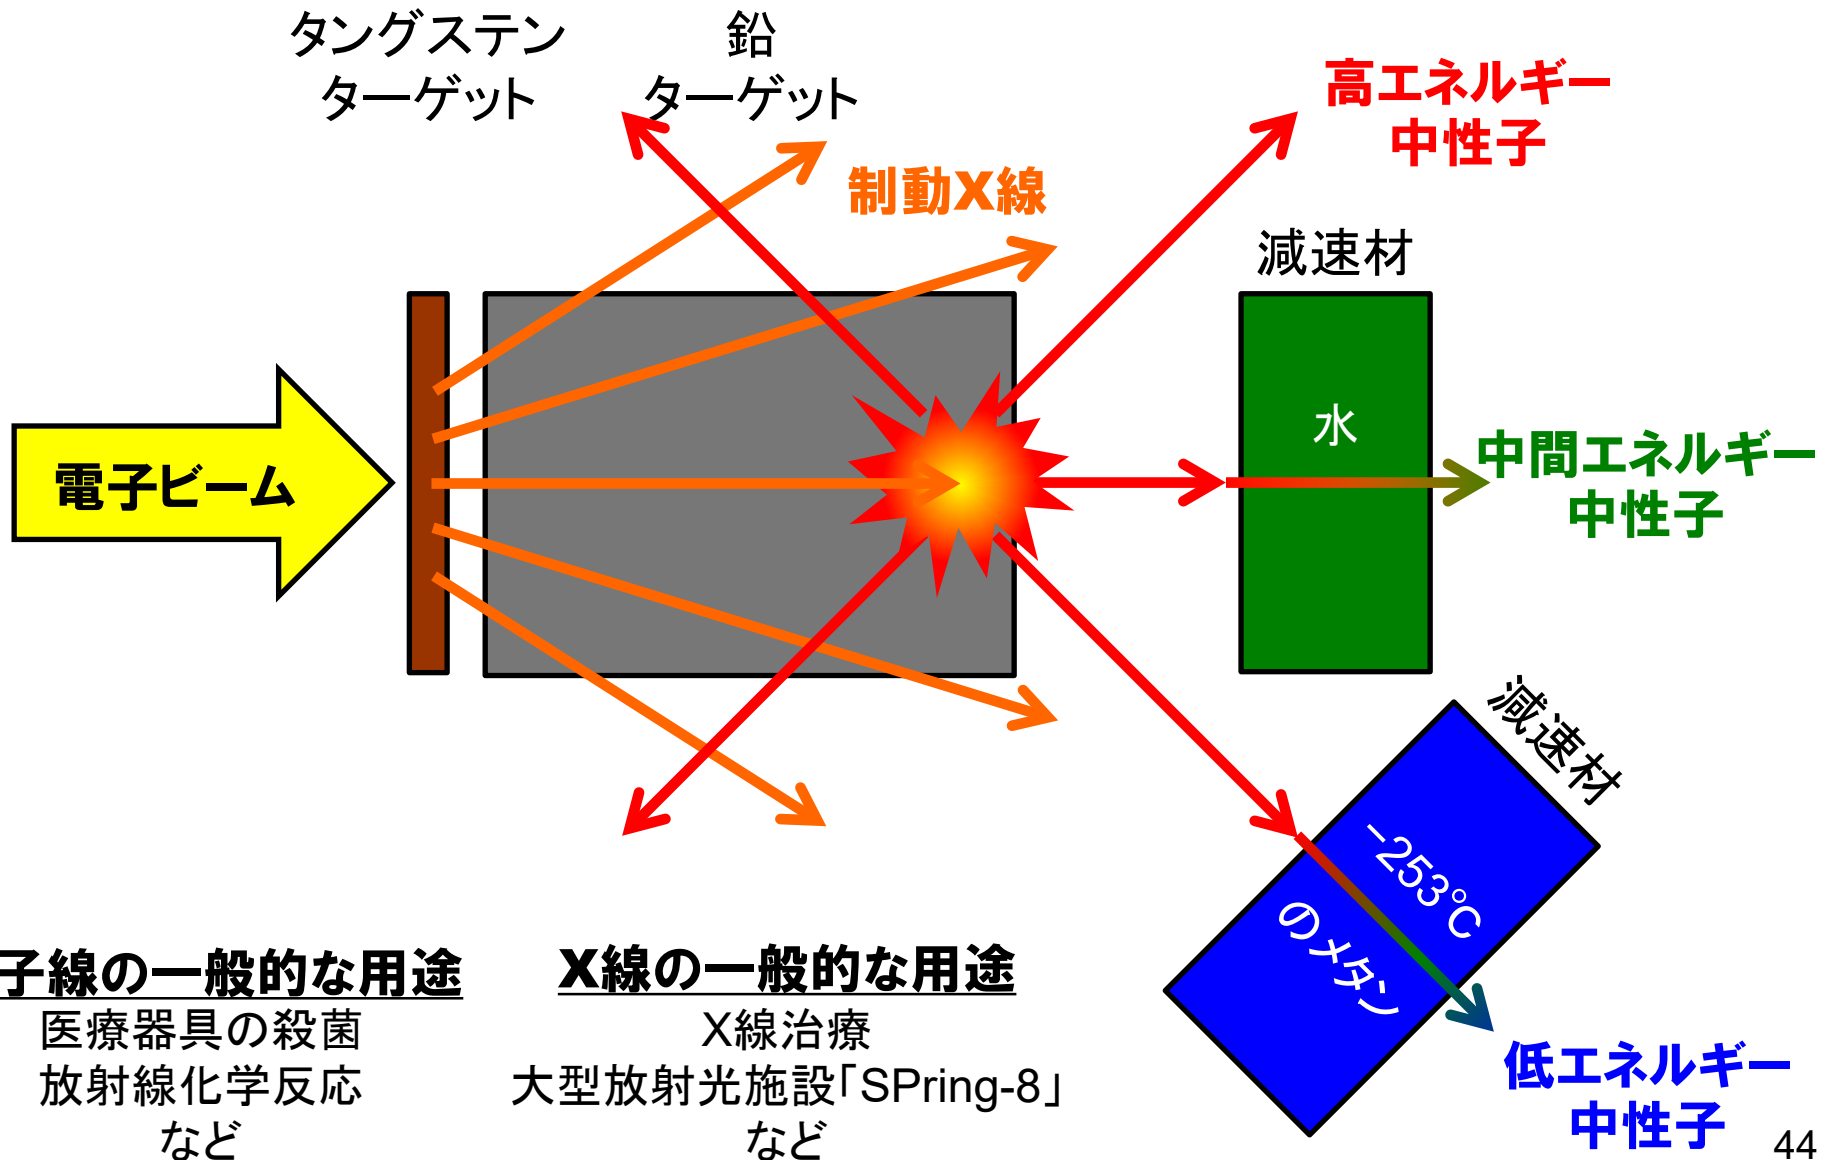 タングステン
ターゲット
鉛
ターゲット
高エネルギー
中性子
制動X線
減速材
電子ビーム
水
中間エネルギー
中性子
減速材
-253℃
のメタン
低エネルギー
中性子
子線の一般的な用途
医療器具の殺菌
放射線化学反応
など
X線の一般的な用途
X線治療
大型放射光施設「SPring-8」
など
44